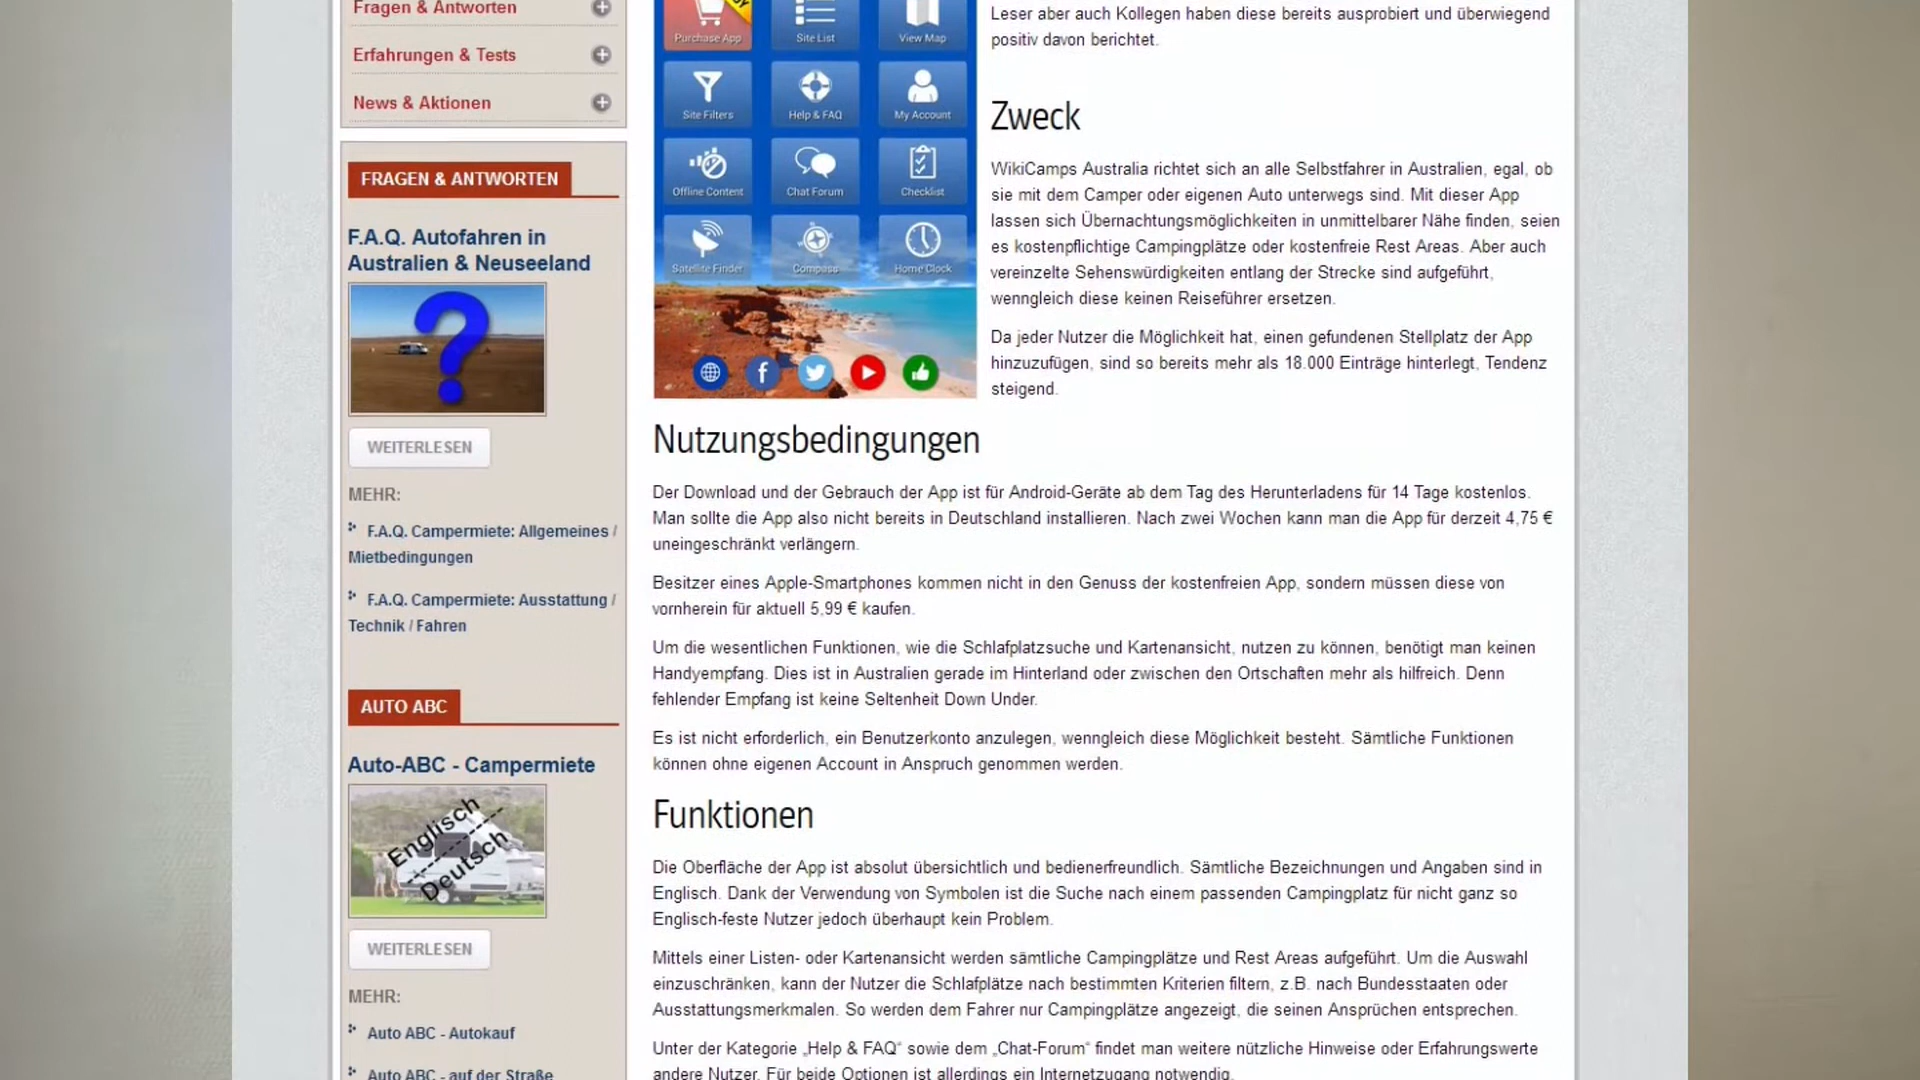 Fragen & Antworten
Erfahrungen & Tests
News & Aktionen
FRAGEN & ANTWORTEN
F.A.Q. Autofahren in
Australien & Neuseeland
?
WEITERLESEN
MEHR:
F.A.Q. Campermiete: Allgemeines /
Mietbedingungen
F.A.Q. Campermiete: Ausstattung /
Technik / Fahren
AUTO ABC
Auto-ABC - Campermiete
Englisch
Deutsch
WEITERLESEN
MEHR:
Auto ABC - Autokauf
Auto ABC - auf der Straße
Purchase App
Site List
View Map
Site Filters
Help & FAQ
My Account
Offline Content
Chat Forum
Checklist
Satellite Finder
Compass
Home Clock
Leser aber auch Kollegen haben diese bereits ausprobiert und überwiegend
positiv davon berichtet.
Zweck
WikiCamps Australia richtet sich an alle Selbstfahrer in Australien, egal, ob
sie mit dem Camper oder eigenen Auto unterwegs sind. Mit dieser App
lassen sich Übernachtungsmöglichkeiten in unmittelbarer Nähe finden, seien
es kostenpflichtige Campingplätze oder kostenfreie Rest Areas. Aber auch
vereinzelte Sehenswürdigkeiten entlang der Strecke sind aufgeführt,
wenngleich diese keinen Reiseführer ersetzen.
Da jeder Nutzer die Möglichkeit hat, einen gefundenen Stellplatz der App
hinzuzufügen, sind so bereits mehr als 18.000 Einträge hinterlegt, Tendenz
steigend.
Nutzungsbedingungen
Der Download und der Gebrauch der App ist für Android-Geräte ab dem Tag des Herunterladens für 14 Tage kostenlos.
Man sollte die App also nicht bereits in Deutschland installieren. Nach zwei Wochen kann man die App für derzeit 4,75 €
uneingeschränkt verlängern.
Besitzer eines Apple-Smartphones kommen nicht in den Genuss der kostenfreien App, sondern müssen diese von
vornherein für aktuell 5,99 € kaufen.
Um die wesentlichen Funktionen, wie die Schlafplatzsuche und Kartenansicht, nutzen zu können, benötigt man keinen
Handyempfang. Dies ist in Australien gerade im Hinterland oder zwischen den Ortschaften mehr als hilfreich. Denn
fehlender Empfang ist keine Seltenheit Down Under.
Es ist nicht erforderlich, ein Benutzerkonto anzulegen, wenngleich diese Möglichkeit besteht. Sämtliche Funktionen
können ohne eigenen Account in Anspruch genommen werden.
Funktionen
Die Oberfläche der App ist absolut übersichtlich und bedienerfreundlich. Sämtliche Bezeichnungen und Angaben sind in
Englisch. Dank der Verwendung von Symbolen ist die Suche nach einem passenden Campingplatz für nicht ganz so
Englisch-feste Nutzer jedoch überhaupt kein Problem.
Mittels einer Listen- oder Kartenansicht werden sämtliche Campingplätze und Rest Areas aufgeführt. Um die Auswahl
einzuschränken, kann der Nutzer die Schlafplätze nach bestimmten Kriterien filtern, z.B. nach Bundesstaaten oder
Ausstattungsmerkmalen. So werden dem Fahrer nur Campingplätze angezeigt, die seinen Ansprüchen entsprechen.
Unter der Kategorie „Help & FAQ“ sowie dem „Chat-Forum“ findet man weitere nützliche Hinweise oder Erfahrungswerte
andere Nutzer. Für beide Optionen ist allerdings ein Internetzugang notwendig.